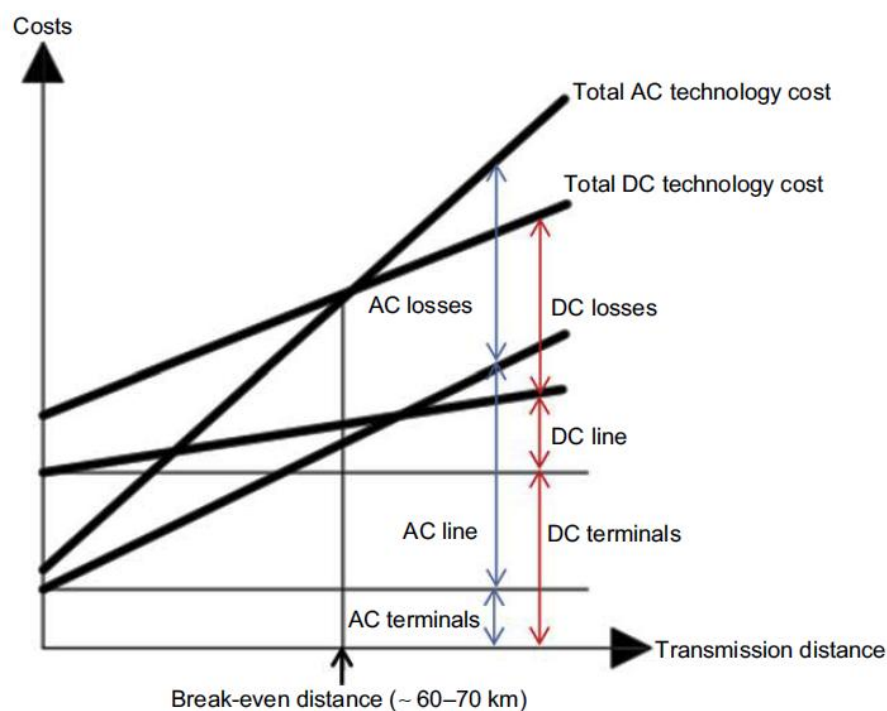 Costs
Total AC technology cost
Total DC technology cost
AC losses
DC losses
DC line
AC line
DC terminals
AC terminals
Transmission distance
Break-even distance (~ 60–70 km)